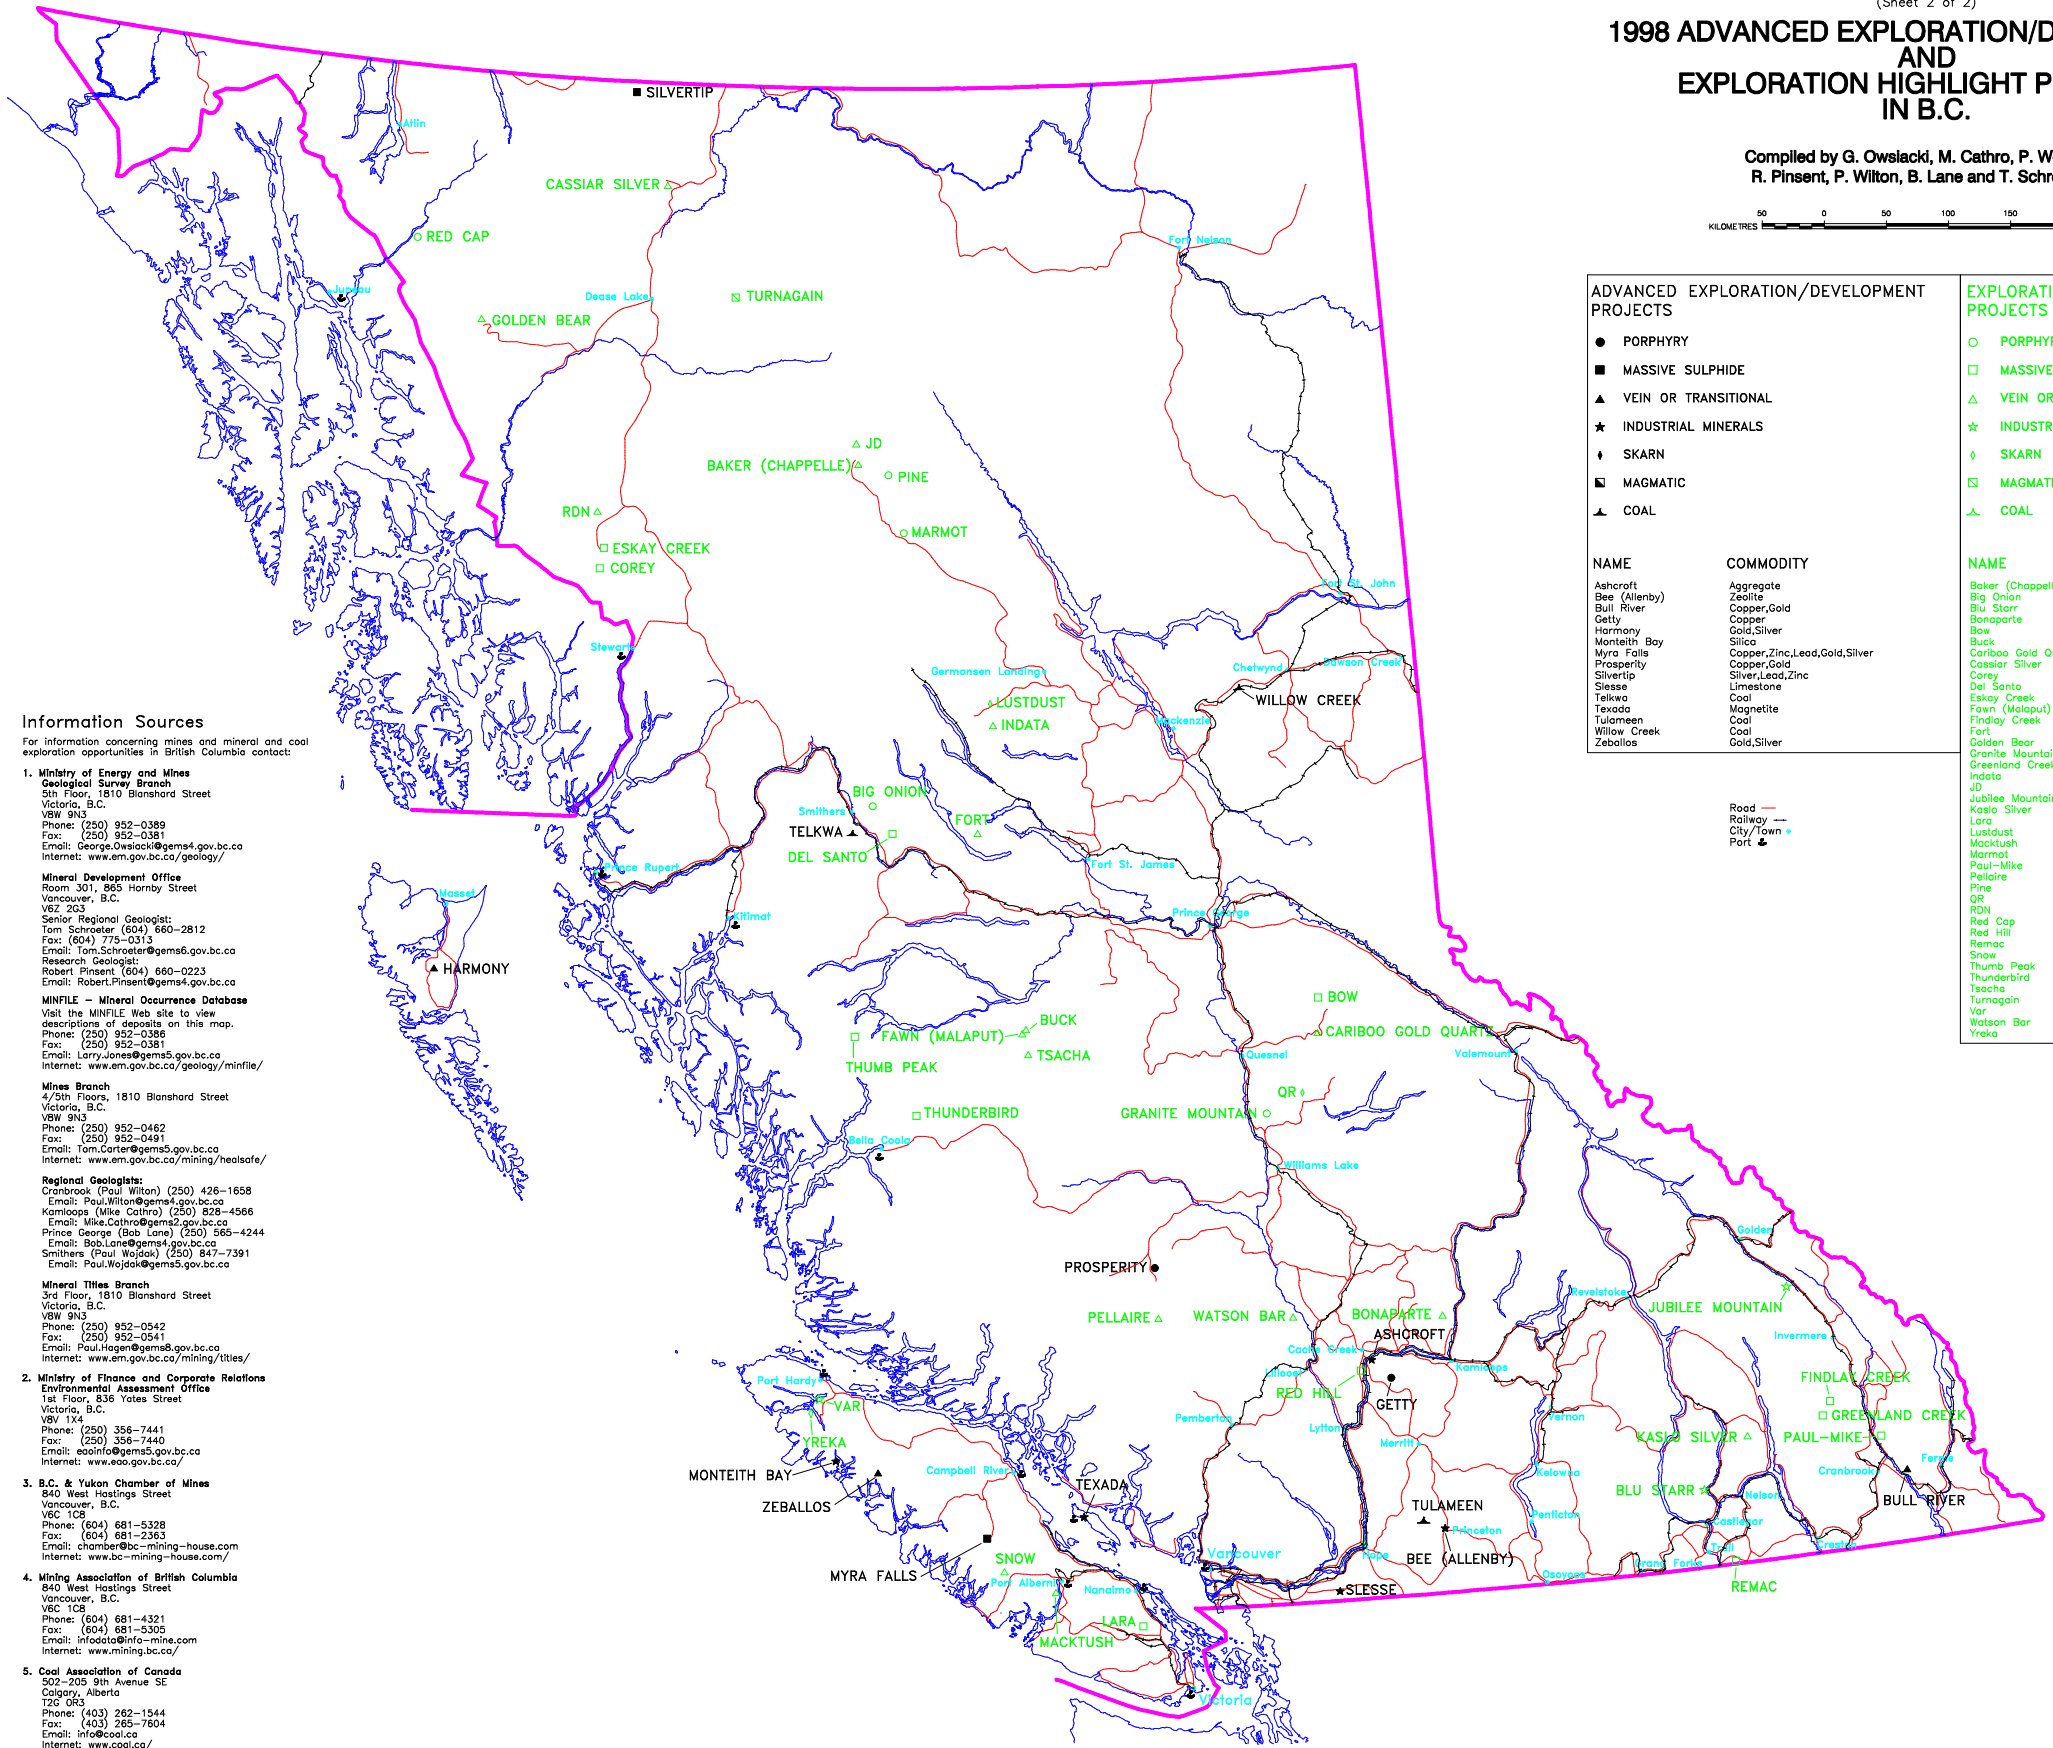 (Sheet 2 of 2)
1998 ADVANCED EXPLORATION/D
AND
EXPLORATION HIGHLIGHT P
IN B.C.
Compiled by G. Owsiacki, M. Cathro, P. W
R. Pinsent, P. Wilton, B. Lane and T. Schr
50 0 50 100 150
KILOMETRES
ADVANCED EXPLORATION/DEVELOPMENT
PROJECTS
PORPHYRY
MASSIVE SULPHIDE
VEIN OR TRANSITIONAL
INDUSTRIAL MINERALS
SKARN
MAGMATIC
COAL
NAME COMMODITY
Ashcroft Aggregate
Bee (Allenby) Zeolite
Bull River Copper,Gold
Getty Copper
Harmony Gold,Silver
Monteith Bay Silica
Myra Falls Copper,Zinc,Lead,Gold,Silver
Prosperity Copper,Gold
Silvertip Silver,Lead,Zinc
Slesse Limestone
Telkwa Coal
Texada Magnetite
Tulameen Coal
Willow Creek Coal
Zeballos Gold,Silver
EXPLORATI
PROJECTS
PORPHY
MASSIVE
VEIN OR
INDUSTR
SKARN
MAGMATI
COAL
NAME
Baker (Chappell
Big Onion
Blu Starr
Bonaparte
Bow
Buck
Cariboo Gold Q
Cassiar Silver
Corey
Del Santo
Eskay Creek
Fawn (Malaput)
Findlay Creek
Fort
Golden Bear
Granite Mountai
Greenland Creek
Indata
JD
Jubilee Mountain
Kaslo Silver
Lara
Lustdust
Macktush
Marmot
Paul-Mike
Pellaire
Pine
QR
RDN
Red Cap
Red Hill
Remac
Snow
Thumb Peak
Thunderbird
Tsacha
Turnagain
Var
Watson Bar
Yreka
Road
Railway
City/Town
Port
Information Sources
For information concerning mines and mineral and coal
exploration opportunities in British Columbia contact:
1. Ministry of Energy and Mines
Geological Survey Branch
5th Floor, 1810 Blanshard Street
Victoria, B.C.
V8W 9N3
Phone: (250) 952-0389
Fax: (250) 952-0381
Email: George.Owsiacki@gems4.gov.bc.ca
Internet: www.em.gov.bc.ca/geology/
Mineral Development Office
Room 301, 865 Hornby Street
Vancouver, B.C.
V6Z 2G3
Senior Regional Geologist:
Tom Schroeter (604) 660-2812
Fax: (604) 775-0313
Email: Tom.Schroeter@gems6.gov.bc.ca
Research Geologist:
Robert Pinsent (604) 660-0223
Email: Robert.Pinsent@gems4.gov.bc.ca
MINFILE - Mineral Occurrence Database
Visit the MINFILE Web site to view
descriptions of deposits on this map.
Phone: (250) 952-0386
Fax: (250) 952-0381
Email: Larry.Jones@gems5.gov.bc.ca
Internet: www.em.gov.bc.ca/geology/minfile/
Mines Branch
4/5th Floors, 1810 Blanshard Street
Victoria, B.C.
V8W 9N3
Phone: (250) 952-0462
Fax: (250) 952-0491
Email: Tom.Carter@gems5.gov.bc.ca
Internet: www.em.gov.bc.ca/mining/healsafe/
Regional Geologists:
Cranbrook (Paul Wilton) (250) 426-1658
Email: Paul.Wilton@gems4.gov.bc.ca
Kamloops (Mike Cathro) (250) 828-4566
Email: Mike.Cathro@gems2.gov.bc.ca
Prince George (Bob Lane) (250) 565-4244
Email: Bob.Lane@gems4.gov.bc.ca
Smithers (Paul Wojdak) (250) 847-7391
Email: Paul.Wojdak@gems5.gov.bc.ca
Mineral Titles Branch
3rd Floor, 1810 Blanshard Street
Victoria, B.C.
V8W 9N3
Phone: (250) 952-0542
Fax: (250) 952-0541
Email: Paul.Hagen@gems8.gov.bc.ca
Internet: www.em.gov.bc.ca/mining/titles/
2. Ministry of Finance and Corporate Relations
Environmental Assessment Office
1st Floor, 836 Yates Street
Victoria, B.C.
V8V 1X4
Phone: (250) 356-7441
Fax: (250) 356-7440
Email: eaoinfo@gems5.gov.bc.ca
Internet: www.eao.gov.bc.ca/
3. B.C. & Yukon Chamber of Mines
840 West Hastings Street
Vancouver, B.C.
V6C 1C8
Phone: (604) 681-5328
Fax: (604) 681-2363
Email: chamber@bc-mining-house.com
Internet: www.bc-mining-house.com/
4. Mining Association of British Columbia
840 West Hastings Street
Vancouver, B.C.
V6C 1C8
Phone: (604) 681-4321
Fax: (604) 681-5305
Email: infodata@info-mine.com
Internet: www.mining.bc.ca/
5. Coal Association of Canada
502-205 9th Avenue SE
Calgary, Alberta
T2G 0R3
Phone: (403) 262-1544
Fax: (403) 265-7604
Email: info@coal.ca
Internet: www.coal.ca/
SILVERTIP
Atlin
CASSIAR SILVER
RED CAP
Fort Nelson
Juneau
Dease Lake
TURNAGAIN
GOLDEN BEAR
JD
BAKER (CHAPPELLE)
PINE
RDN
MARMOT
ESKAY CREEK
COREY
Fort St. John
Stewart
Germansen Landing
Chetwynd
Dawson Creek
WILLOW CREEK
LUSTDUST
INDATA
Mackenzie
BIG ONION
Smithers
TELKWA
FORT
DEL SANTO
Fort St. James
Prince Rupert
Masset
Kitimat
Prince George
HARMONY
BOW
BUCK
FAWN (MALAPUT)
CARIBOO GOLD QUARTZ
TSACHA
Quesnel
Valemount
THUMB PEAK
QR
THUNDERBIRD
GRANITE MOUNTAIN
Bella Coola
Williams Lake
Golden
PROSPERITY
Revelstoke
JUBILEE MOUNTAIN
PELLAIRE
WATSON BAR
BONAPARTE
ASHCROFT
Invermere
Cache Creek
Lillooet
Kamloops
RED HILL
GETTY
FINDLAY CREEK
Port Hardy
VAR
YREKA
Pemberton
Lytton
Merritt
Vernon
GREENLAND CREEK
KASLO SILVER
PAUL-MIKE
MONTEITH BAY
Campbell River
Kelowna
Cranbrook
Fernie
ZEBALLOS
TEXADA
BLU STARR
Nelson
BULL RIVER
TULAMEEN
Princeton
Penticton
Castlegar
MYRA FALLS
Vancouver
Hope
BEE (ALLENBY)
Grand Forks
Trail
Creston
SNOW
Port Alberni
Nanaimo
SLESSE
Osoyoos
REMAC
LARA
MACKTUSH
Victoria